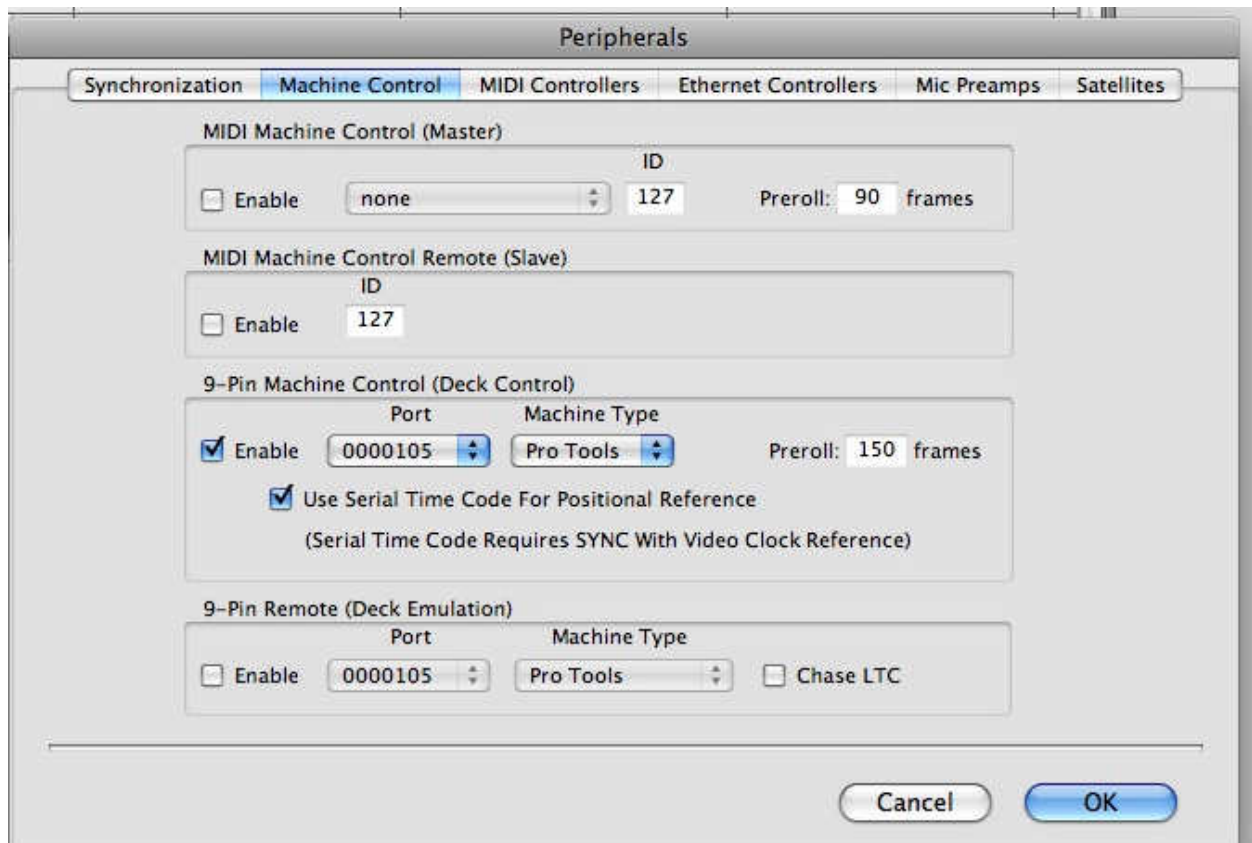 Peripherals
Synchronization Machine Control MIDI Controllers Ethernet Controllers Mic Preamps Satellites
MIDI Machine Control (Master)
ID
Enable none 127 Preroll: 90 frames
MIDI Machine Control Remote (Slave)
ID
Enable 127
9-Pin Machine Control (Deck Control)
Port Machine Type
Enable 0000105 Pro Tools Preroll: 150 frames
Use Serial Time Code For Positional Reference
(Serial Time Code Requires SYNC With Video Clock Reference)
9-Pin Remote (Deck Emulation)
Port Machine Type
Enable 0000105 Pro Tools Chase LTC
Cancel OK